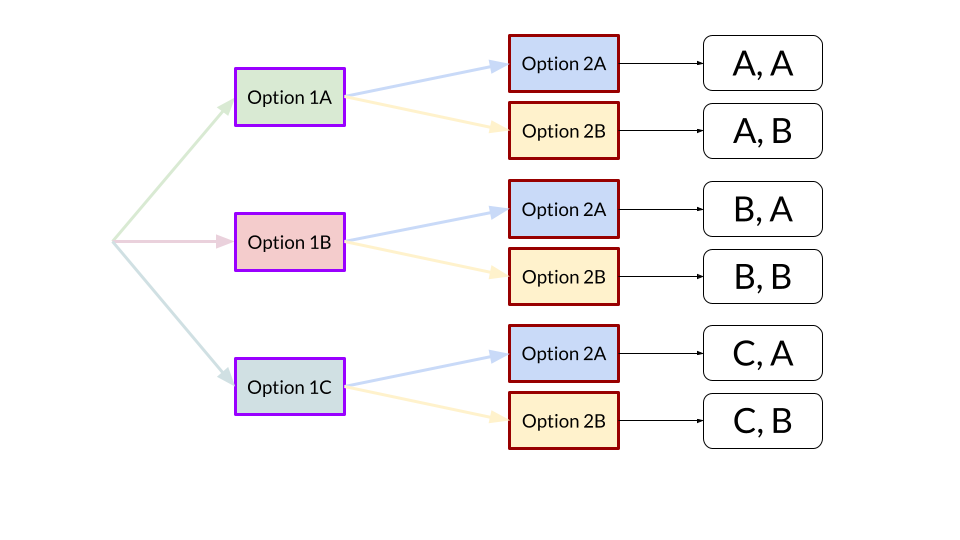 Option 1A
Option 2A
A, A
Option 2B
A, B
Option 1B
Option 2A
B, A
Option 2B
B, B
Option 1C
Option 2A
C, A
Option 2B
C, B